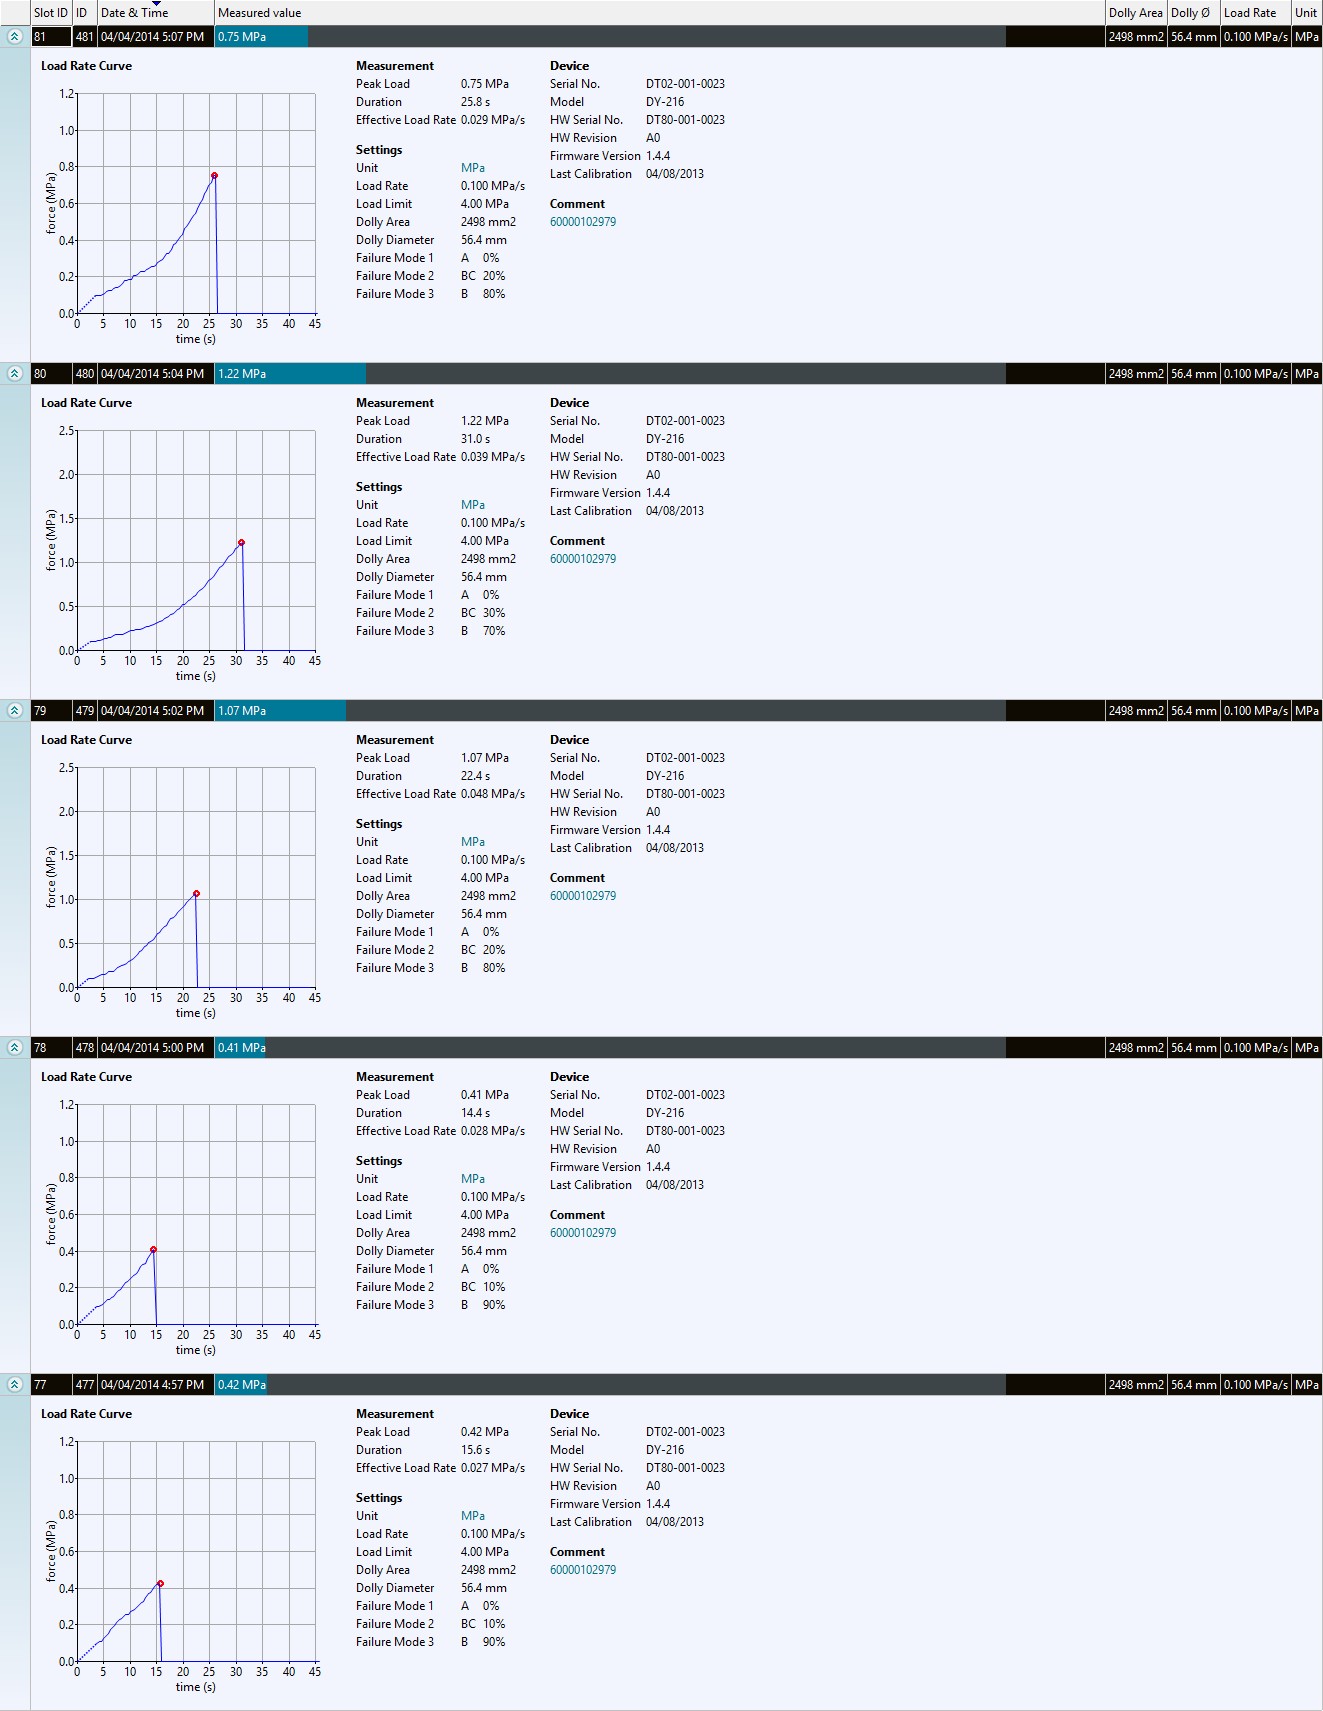 Slot ID ID Date & Time Measured value Dolly Area Dolly Ø Load Rate Unit
81 481 04/04/2014 5:07 PM 0.75 MPa 2498 mm2 56.4 mm 0.100 MPa/s MPa
Load Rate Curve
1.2
1.0
0.8
0.6
0.4
0.2
0.0
force (MPa)
0 5 10 15 20 25 30 35 40 45
time (s)
Measurement
Peak Load 0.75 MPa
Duration 25.8 s
Effective Load Rate 0.029 MPa/s
Settings
Unit MPa
Load Rate 0.100 MPa/s
Load Limit 4.00 MPa
Dolly Area 2498 mm2
Dolly Diameter 56.4 mm
Failure Mode 1 A 0%
Failure Mode 2 BC 20%
Failure Mode 3 B 80%
Device
Serial No. DT02-001-0023
Model DY-216
HW Serial No. DT80-001-0023
HW Revision A0
Firmware Version 1.4.4
Last Calibration 04/08/2013
Comment
60000102979
80 480 04/04/2014 5:04 PM 1.22 MPa 2498 mm2 56.4 mm 0.100 MPa/s MPa
Load Rate Curve
2.5
2.0
1.5
1.0
0.5
0.0
force (MPa)
0 5 10 15 20 25 30 35 40 45
time (s)
Measurement
Peak Load 1.22 MPa
Duration 31.0 s
Effective Load Rate 0.039 MPa/s
Settings
Unit MPa
Load Rate 0.100 MPa/s
Load Limit 4.00 MPa
Dolly Area 2498 mm2
Dolly Diameter 56.4 mm
Failure Mode 1 A 0%
Failure Mode 2 BC 30%
Failure Mode 3 B 70%
Device
Serial No. DT02-001-0023
Model DY-216
HW Serial No. DT80-001-0023
HW Revision A0
Firmware Version 1.4.4
Last Calibration 04/08/2013
Comment
60000102979
79 479 04/04/2014 5:02 PM 1.07 MPa 2498 mm2 56.4 mm 0.100 MPa/s MPa
Load Rate Curve
2.5
2.0
1.5
1.0
0.5
0.0
force (MPa)
0 5 10 15 20 25 30 35 40 45
time (s)
Measurement
Peak Load 1.07 MPa
Duration 22.4 s
Effective Load Rate 0.048 MPa/s
Settings
Unit MPa
Load Rate 0.100 MPa/s
Load Limit 4.00 MPa
Dolly Area 2498 mm2
Dolly Diameter 56.4 mm
Failure Mode 1 A 0%
Failure Mode 2 BC 20%
Failure Mode 3 B 80%
Device
Serial No. DT02-001-0023
Model DY-216
HW Serial No. DT80-001-0023
HW Revision A0
Firmware Version 1.4.4
Last Calibration 04/08/2013
Comment
60000102979
78 478 04/04/2014 5:00 PM 0.41 MPa 2498 mm2 56.4 mm 0.100 MPa/s MPa
Load Rate Curve
1.2
1.0
0.8
0.6
0.4
0.2
0.0
force (MPa)
0 5 10 15 20 25 30 35 40 45
time (s)
Measurement
Peak Load 0.41 MPa
Duration 14.4 s
Effective Load Rate 0.028 MPa/s
Settings
Unit MPa
Load Rate 0.100 MPa/s
Load Limit 4.00 MPa
Dolly Area 2498 mm2
Dolly Diameter 56.4 mm
Failure Mode 1 A 0%
Failure Mode 2 BC 10%
Failure Mode 3 B 90%
Device
Serial No. DT02-001-0023
Model DY-216
HW Serial No. DT80-001-0023
HW Revision A0
Firmware Version 1.4.4
Last Calibration 04/08/2013
Comment
60000102979
77 477 04/04/2014 4:57 PM 0.42 MPa 2498 mm2 56.4 mm 0.100 MPa/s MPa
Load Rate Curve
1.2
1.0
0.8
0.6
0.4
0.2
0.0
force (MPa)
0 5 10 15 20 25 30 35 40 45
time (s)
Measurement
Peak Load 0.42 MPa
Duration 15.6 s
Effective Load Rate 0.027 MPa/s
Settings
Unit MPa
Load Rate 0.100 MPa/s
Load Limit 4.00 MPa
Dolly Area 2498 mm2
Dolly Diameter 56.4 mm
Failure Mode 1 A 0%
Failure Mode 2 BC 10%
Failure Mode 3 B 90%
Device
Serial No. DT02-001-0023
Model DY-216
HW Serial No. DT80-001-0023
HW Revision A0
Firmware Version 1.4.4
Last Calibration 04/08/2013
Comment
60000102979